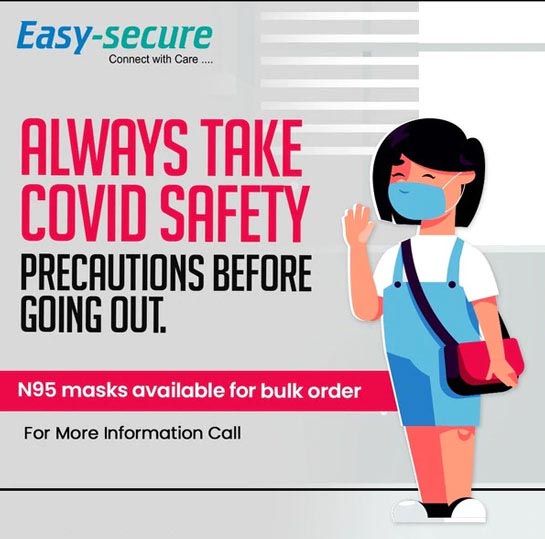 Easy-secure
Connect with Care ....
ALWAYS TAKE
COVID SAFETY
PRECAUTIONS BEFORE
GOING OUT.
N95 masks available for bulk order
For More Information Call